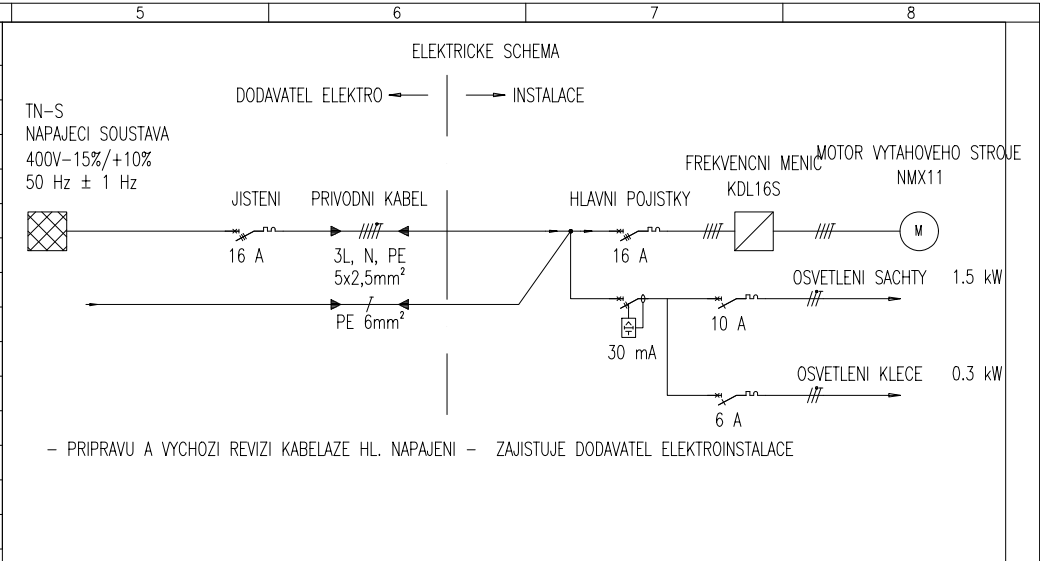 5 6 7 8
ELEKTRICKE SCHEMA
DODAVATEL ELEKTRO INSTALACE
TN-S
NAPAJECI SOUSTAVA
400V-15%/+10%
50 Hz ± 1 Hz
JISTENI
16 A
PRIVODNI KABEL
3L, N, PE
5x2,5mm²
PE 6mm²
HLAVNI POJISTKY
16 A
FREKVENCNI MENIC
KDL16S
MOTOR VYTAHOVEHO STROJE
NMX11
M
30 mA
OSVETLENI SACHTY 1.5 kW
10 A
OSVETLENI KLECE 0.3 kW
6 A
- PRIPRAVU A VYCHOZI REVIZI KABELAZE HL. NAPAJENI - ZAJISTUJE DODAVATEL ELEKTROINSTALACE